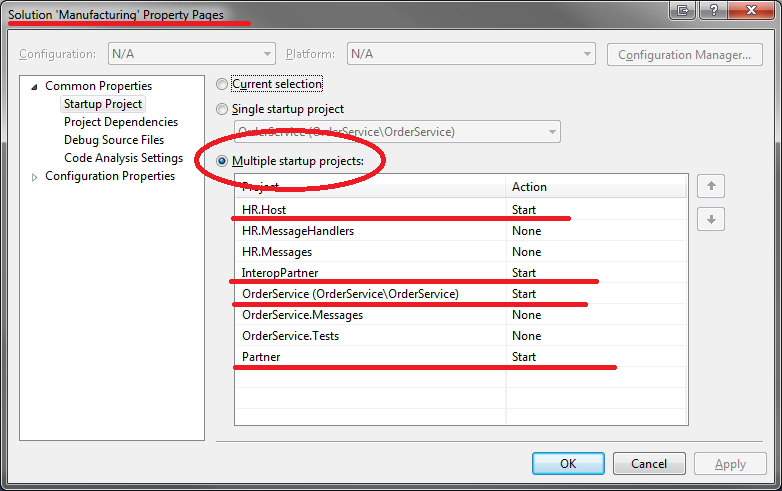 Solution 'Manufacturing' Property Pages
Configuration: N/A Platform: N/A Configuration Manager...
Common Properties
Startup Project
Project Dependencies
Debug Source Files
Code Analysis Settings
Configuration Properties
Current selection
Single startup project
OrderService (OrderService\OrderService)
Multiple startup projects:
Project Action
HR.Host Start
HR.MessageHandlers None
HR.Messages None
InteropPartner Start
OrderService (OrderService\OrderService) Start
OrderService.Messages None
OrderService.Tests None
Partner Start
OK Cancel Apply